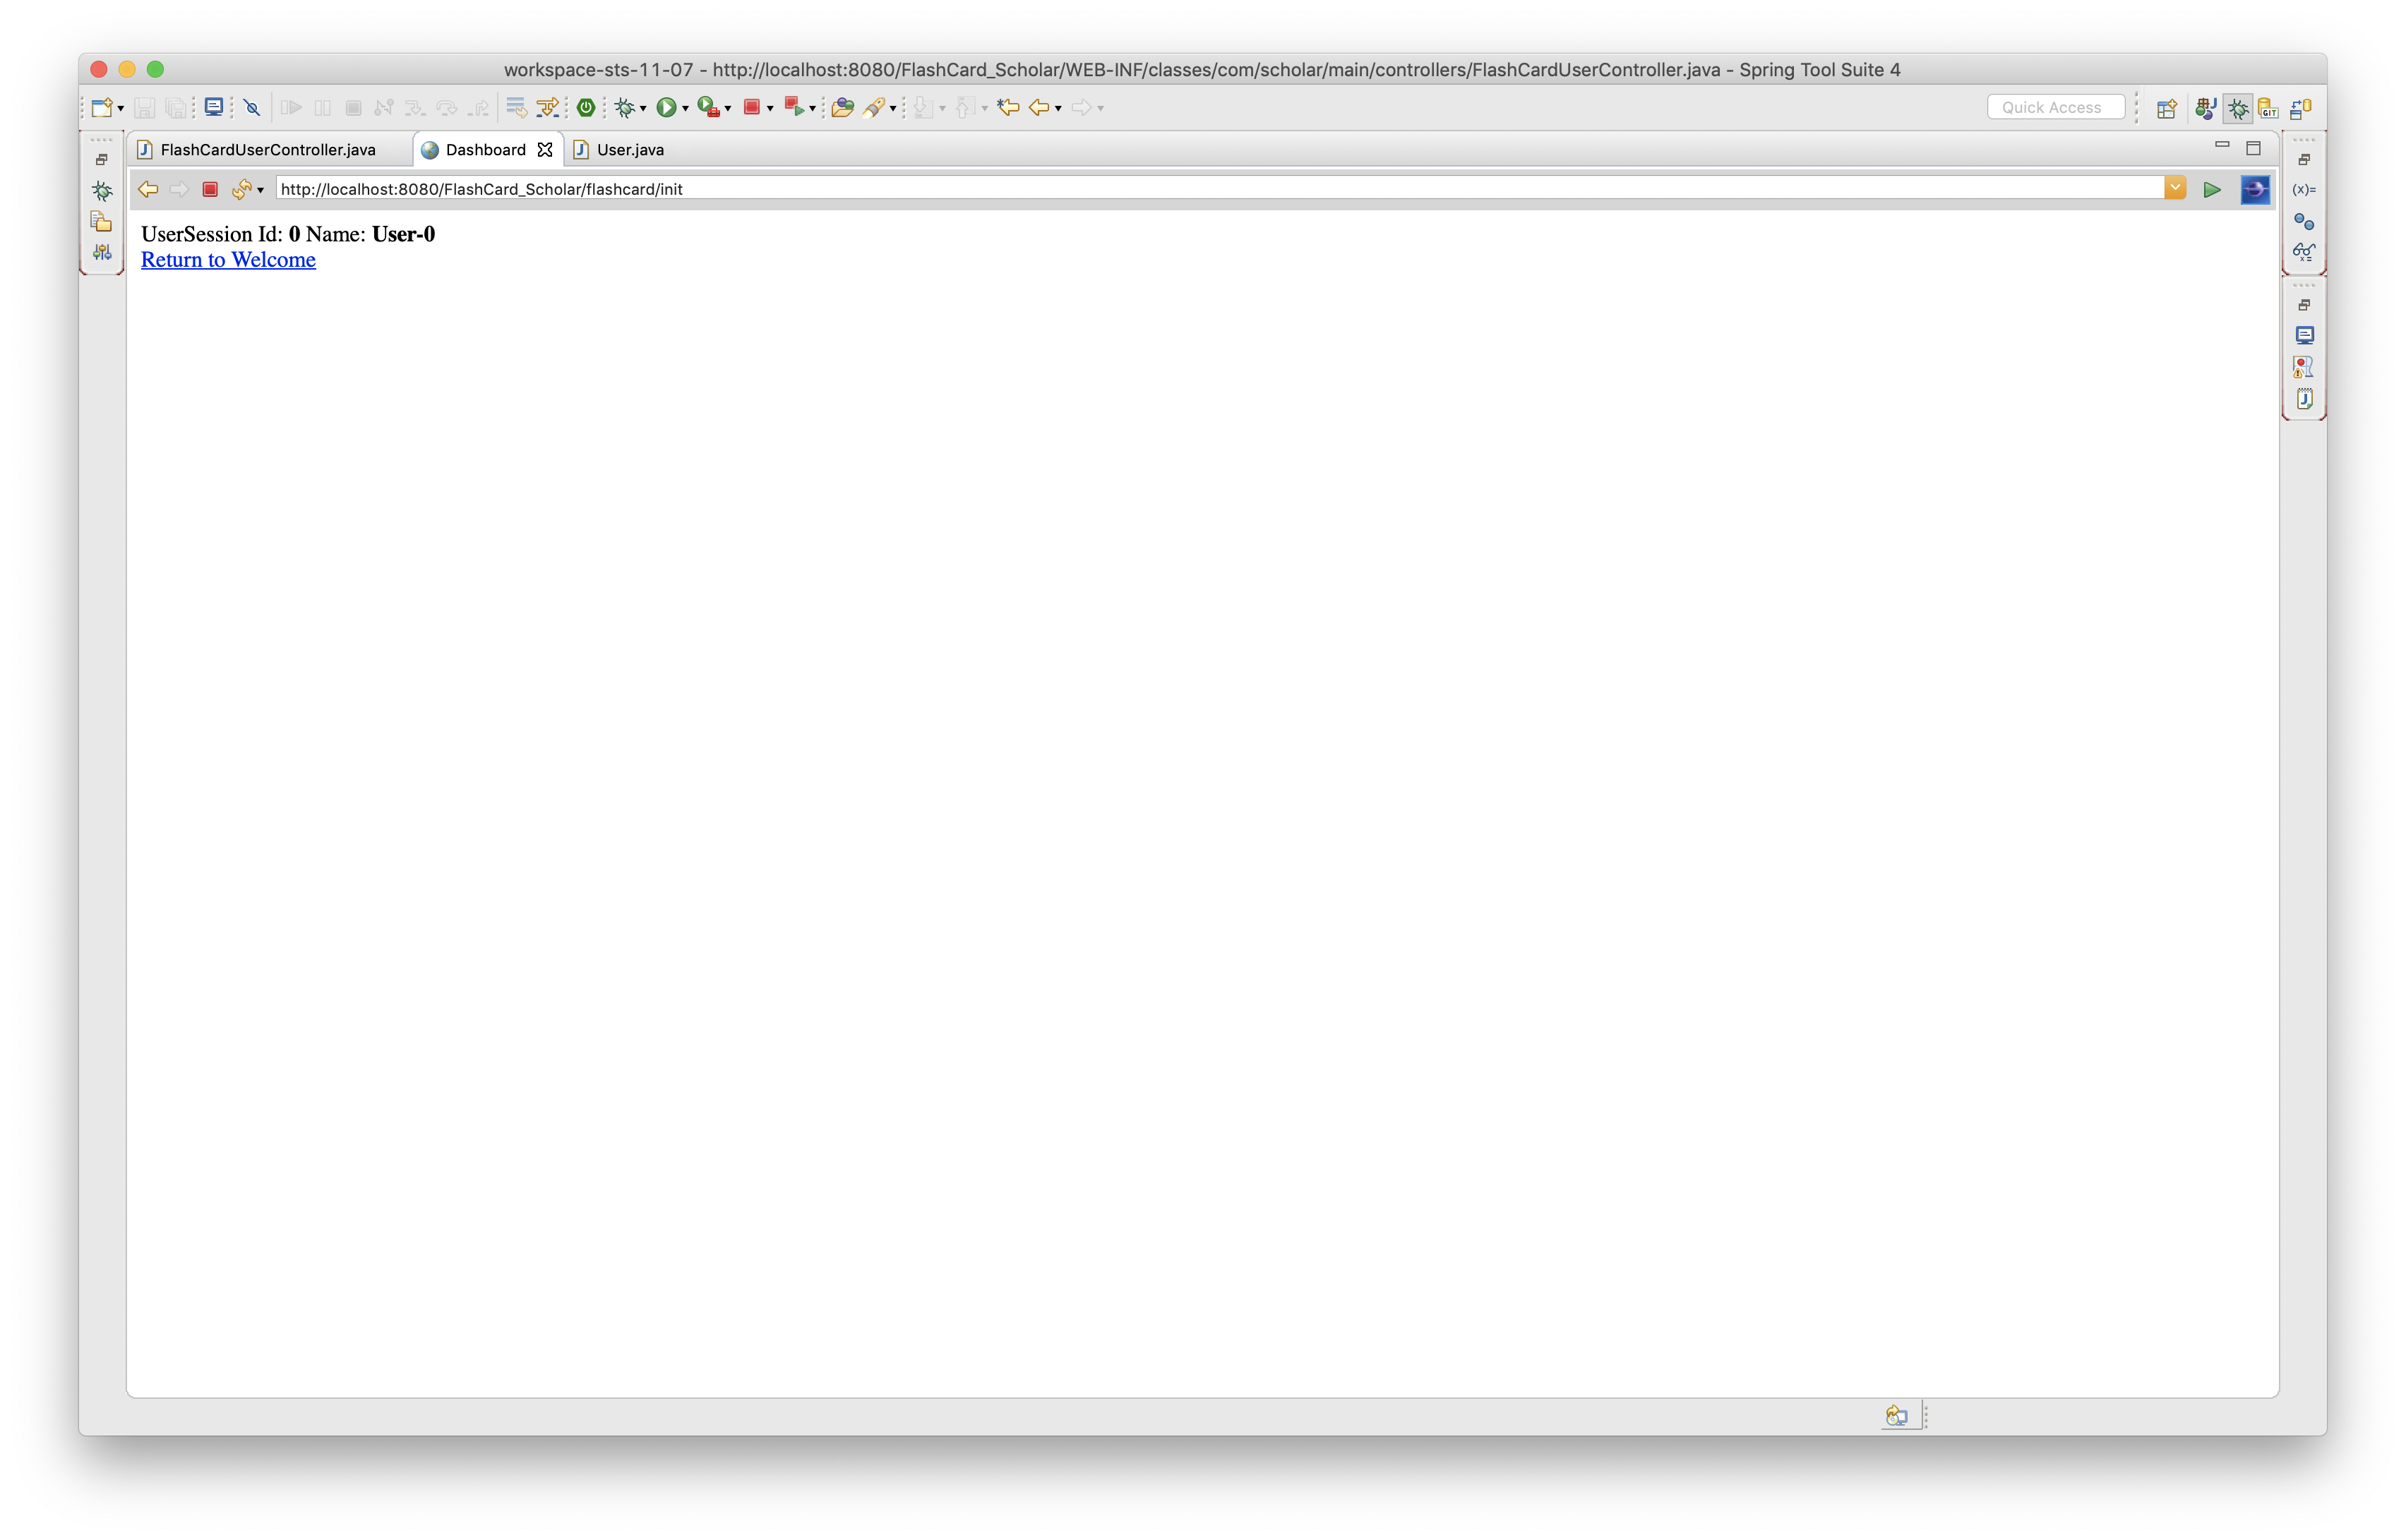 workspace-sts-11-07 - http://localhost:8080/FlashCard_Scholar/WEB-INF/classes/com/scholar/main/controllers/FlashCardUserController.java - Spring Tool Suite 4
Quick Access
FlashCardUserController.java
Dashboard
User.java
http://localhost:8080/FlashCard_Scholar/flashcard/init
UserSession Id: 0 Name: User-0
Return to Welcome